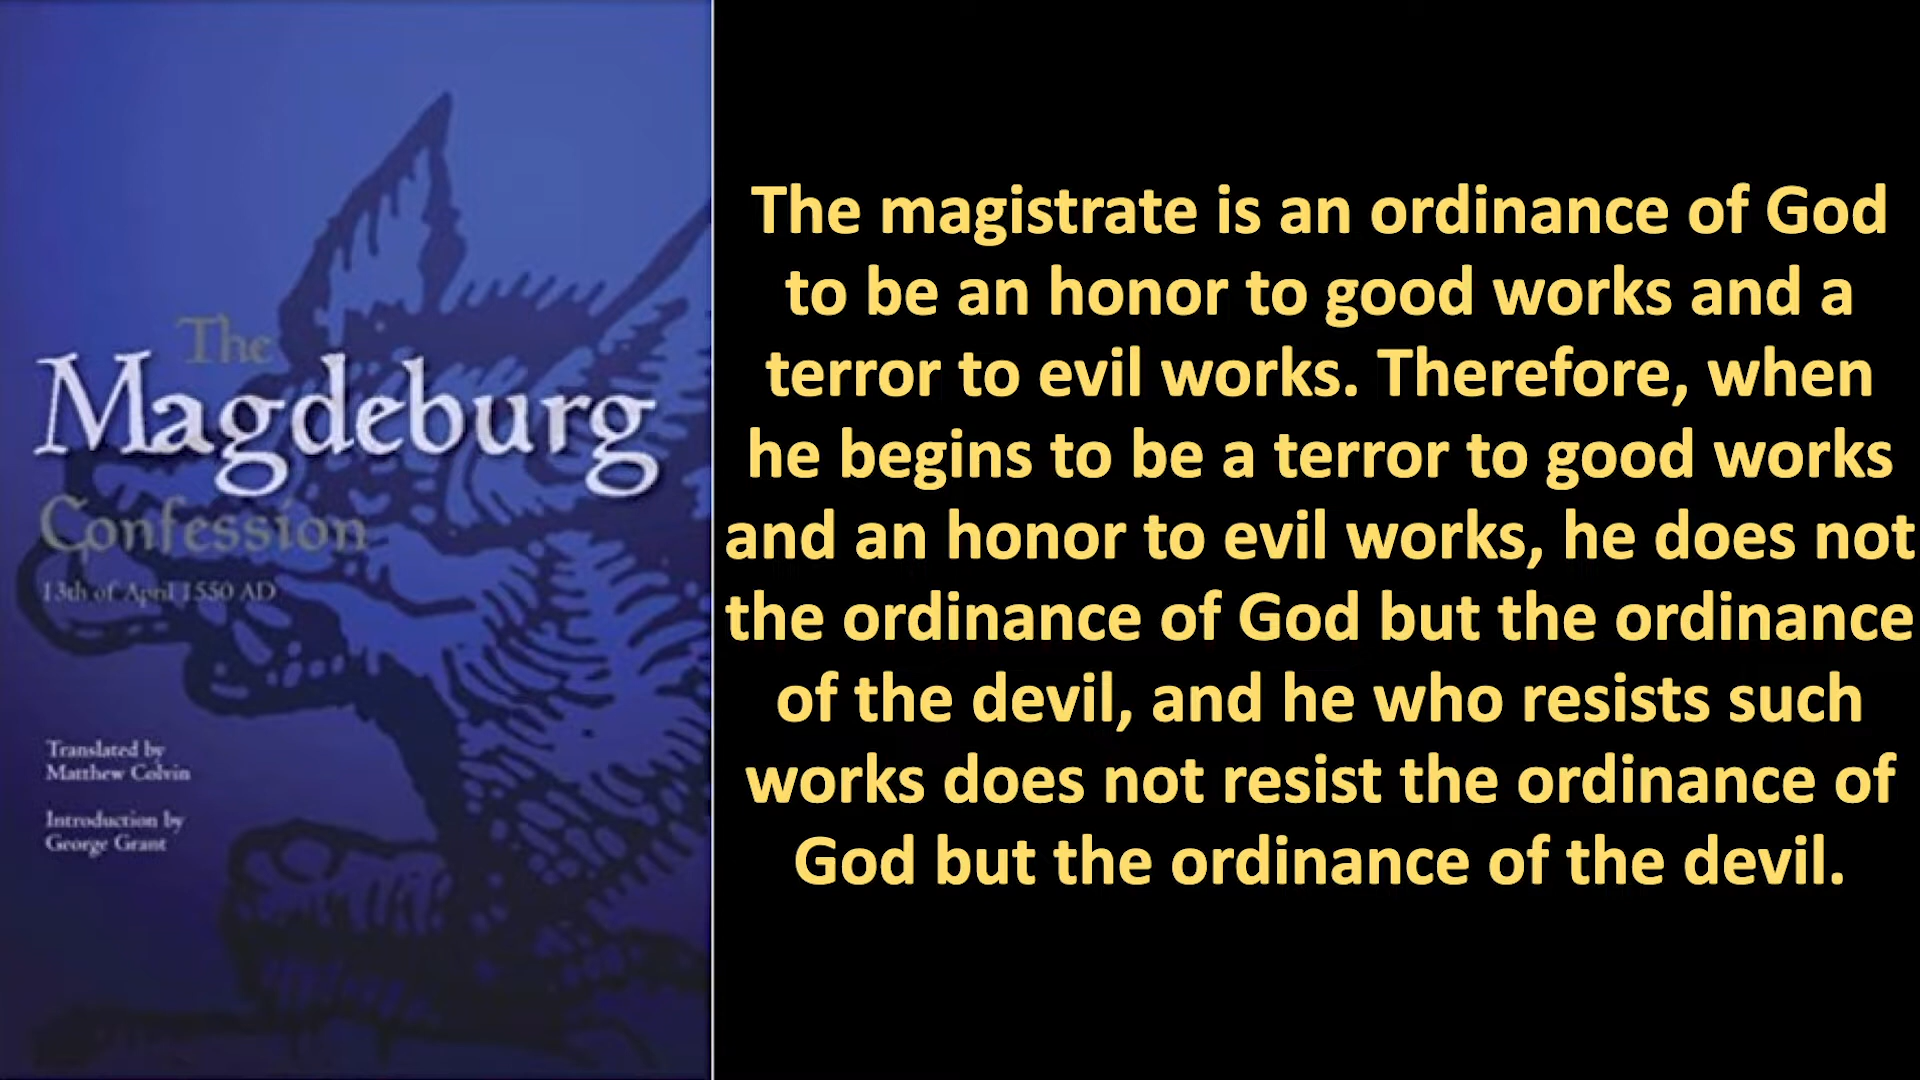 The
Magdeburg
Confession
13th of April 1550 AD
Translated by
Matthew Colvin
Introduction by
George Grant
The magistrate is an ordinance of God
to be an honor to good works and a
terror to evil works. Therefore, when
he begins to be a terror to good works
and an honor to evil works, he does not
the ordinance of God but the ordinance
of the devil, and he who resists such
works does not resist the ordinance of
God but the ordinance of the devil.